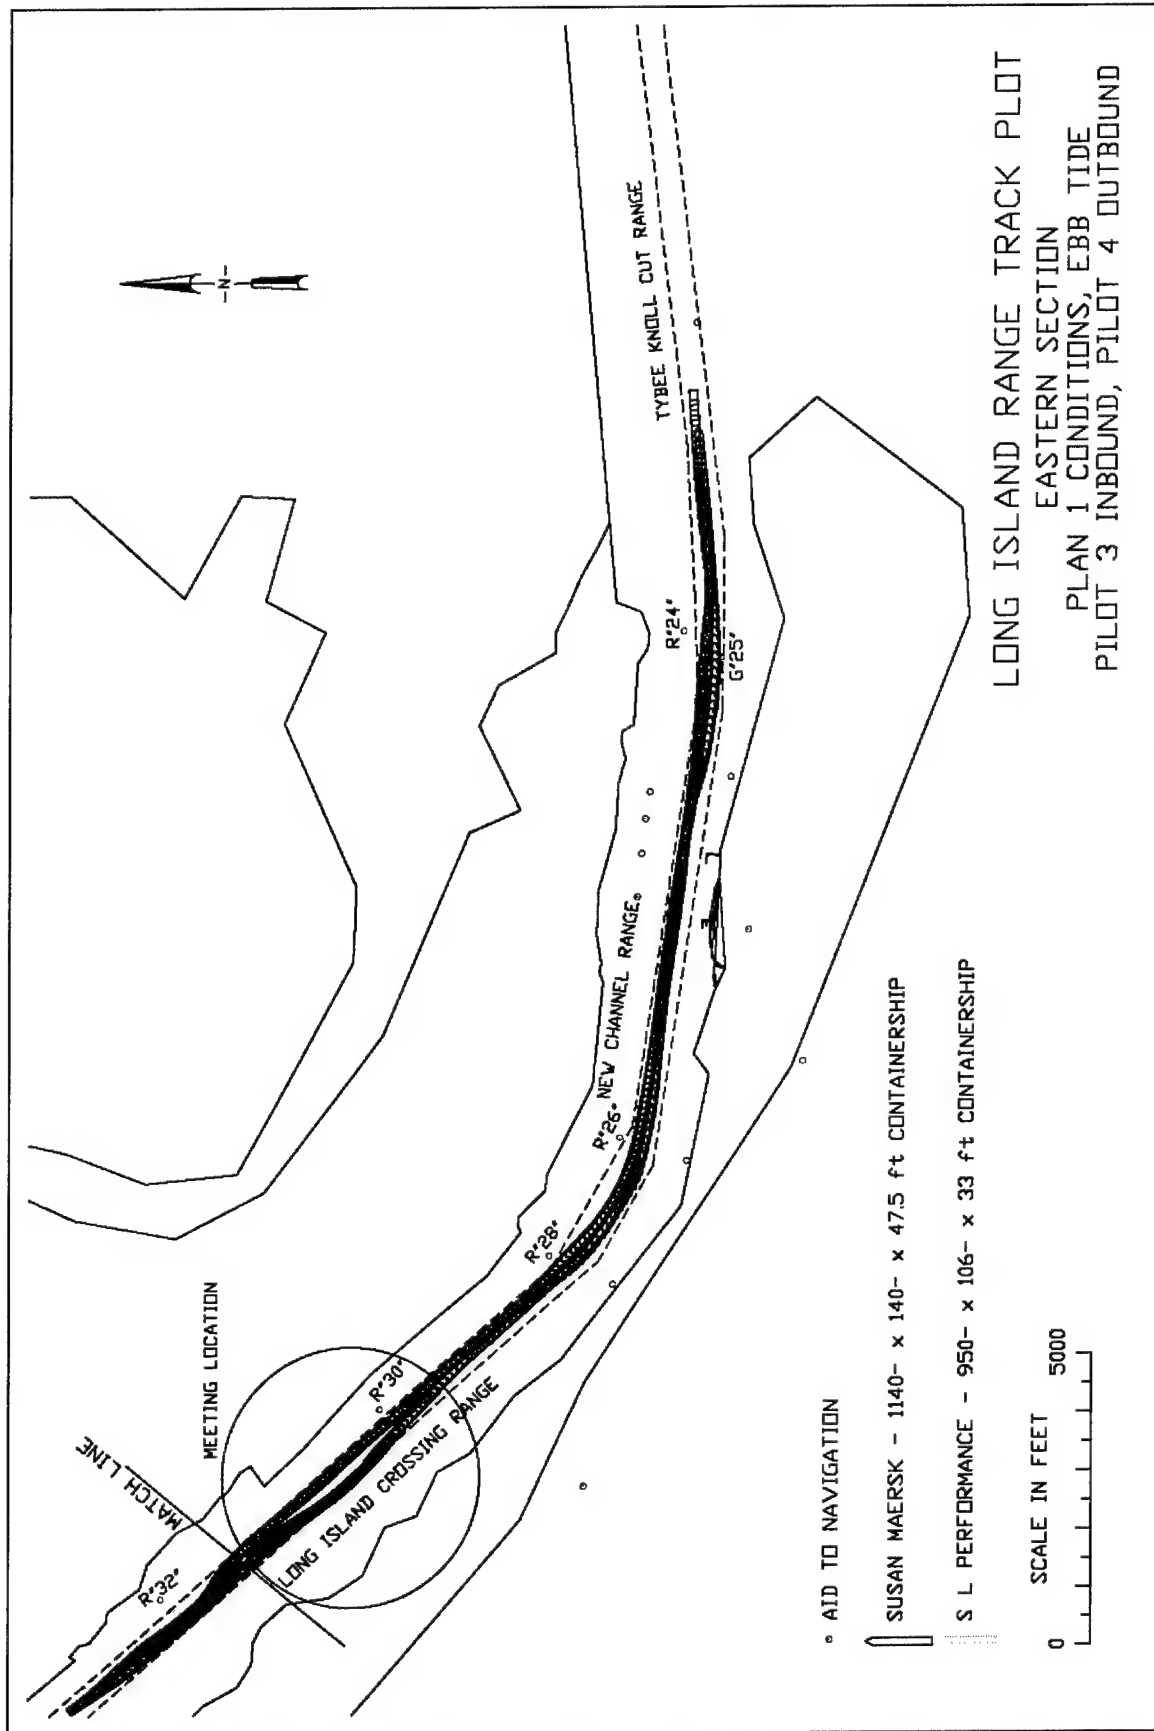 LONG ISLAND RANGE TRACK PLOT
EASTERN SECTION
PLAN 1 CONDITIONS, EBB TIDE
PILOT 3 INBOUND, PILOT 4 OUTBOUND
-N-
TYBEE KNOLL CUT RANGE
R"24"
G"25"
NEW CHANNEL RANGE
R"26"
R"28"
MEETING LOCATION
R"30"
LONG ISLAND CROSSING RANGE
MATCH LINE
R"32"
AID TO NAVIGATION
SUSAN MAERSK - 1140- x 140- x 47.5 ft CONTAINERSHIP
S L PERFORMANCE - 950- x 106- x 33 ft CONTAINERSHIP
SCALE IN FEET
0 5000